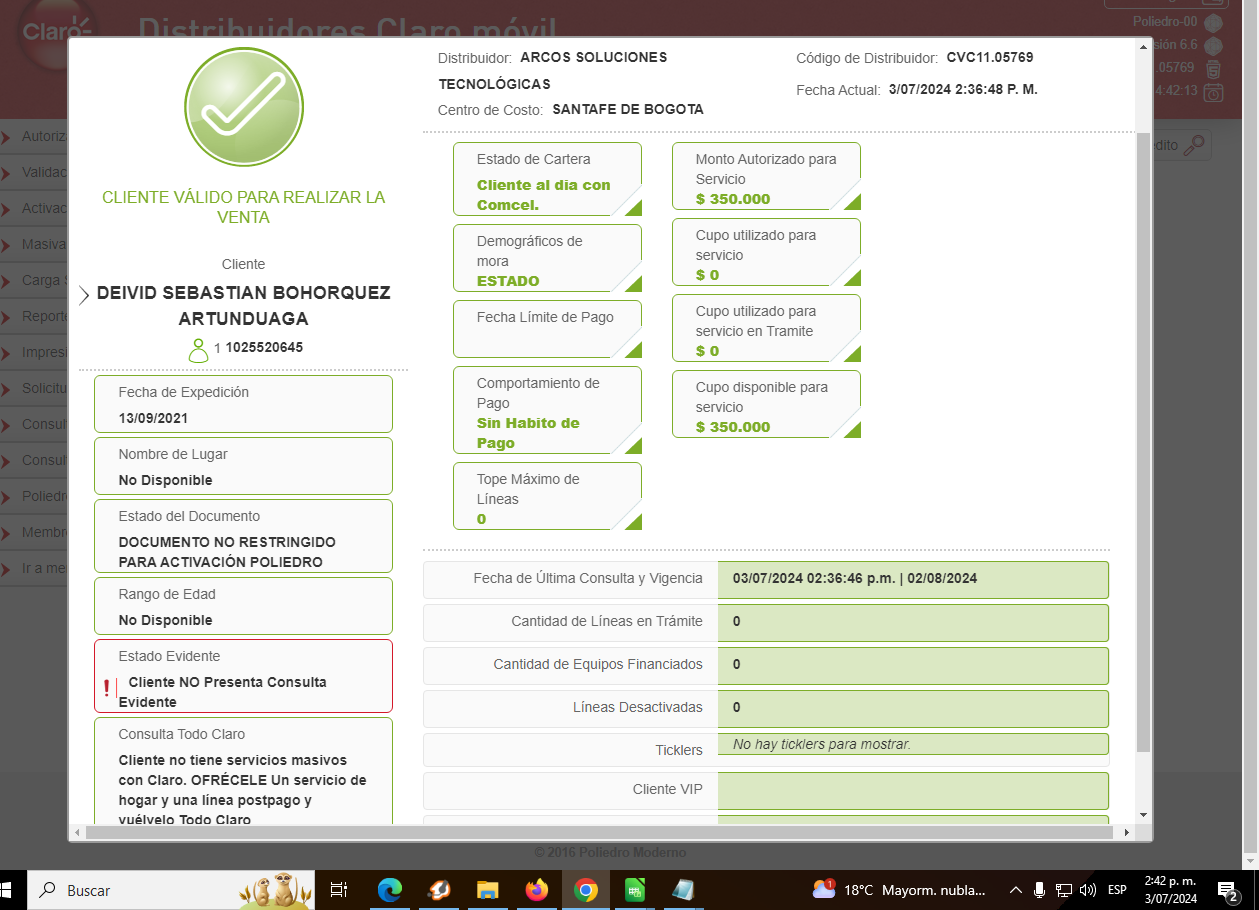 Claro
Distribuidores Claro móvil
Poliedro-00
sión 6.6
.05769
4:42:13
Autoriz
Validac
Activac
Masiva
Carga
Reporte
Impresi
Solicitu
Consul
Consul
Poliedr
Membr
Ir a me
édito
CLIENTE VÁLIDO PARA REALIZAR LA
VENTA
Cliente
DEIVID SEBASTIAN BOHORQUEZ
ARTUNDUAGA
1 1025520645
Fecha de Expedición
13/09/2021
Nombre de Lugar
No Disponible
Estado del Documento
DOCUMENTO NO RESTRINGIDO
PARA ACTIVACIÓN POLIEDRO
Rango de Edad
No Disponible
Estado Evidente
! Cliente NO Presenta Consulta
Evidente
Consulta Todo Claro
Cliente no tiene servicios masivos
con Claro. OFRÉCELE Un servicio de
hogar y una línea postpago y
vuélvelo Todo Claro
Distribuidor: ARCOS SOLUCIONES
TECNOLÓGICAS
Centro de Costo: SANTAFE DE BOGOTA
Código de Distribuidor: CVC11.05769
Fecha Actual: 3/07/2024 2:36:48 P. M.
Estado de Cartera
Cliente al dia con
Comcel.
Demográficos de
mora
ESTADO
Fecha Límite de Pago
Comportamiento de
Pago
Sin Habito de
Pago
Tope Máximo de
Líneas
0
Monto Autorizado para
Servicio
$ 350.000
Cupo utilizado para
servicio
$ 0
Cupo utilizado para
servicio en Tramite
$ 0
Cupo disponible para
servicio
$ 350.000
Fecha de Última Consulta y Vigencia 03/07/2024 02:36:46 p.m. | 02/08/2024
Cantidad de Líneas en Trámite 0
Cantidad de Equipos Financiados 0
Líneas Desactivadas 0
Ticklers No hay ticklers para mostrar.
Cliente VIP
© 2016 Poliedro Moderno
Buscar
1
18°C Mayorm. nubla...
ESP
2:42 p. m.
3/07/2024
2